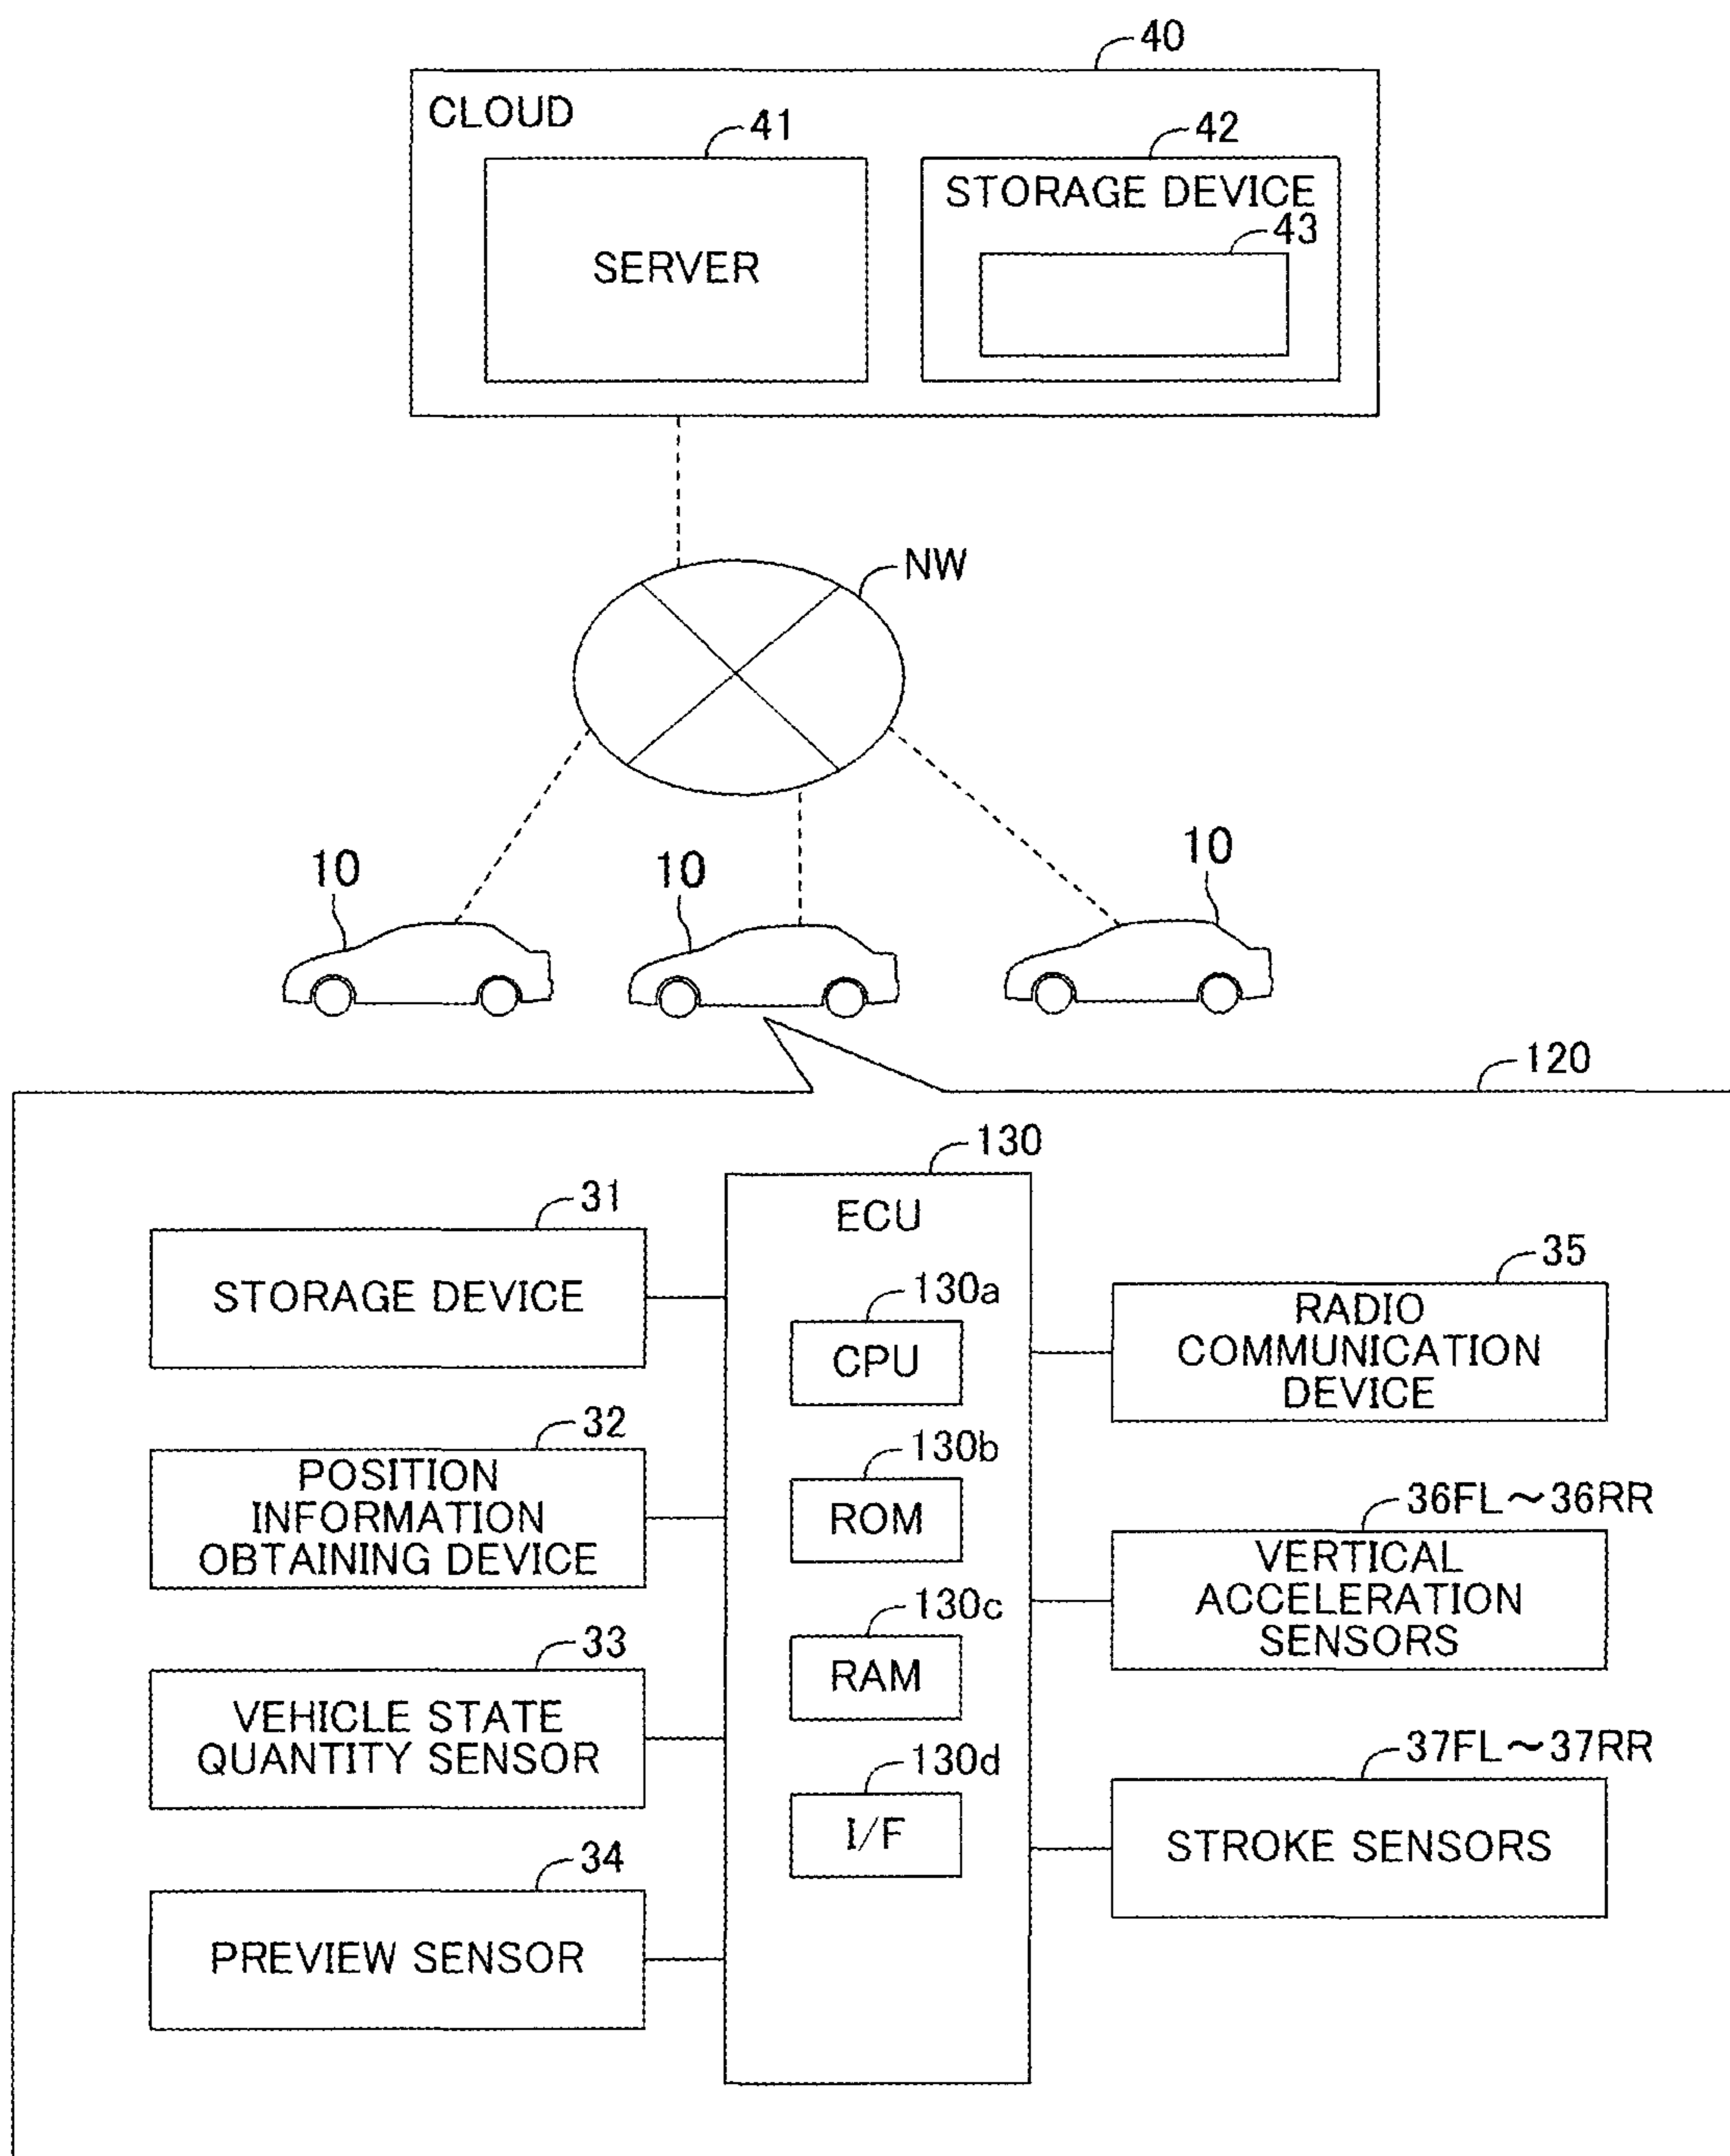 40
CLOUD
41
42
SERVER
STORAGE DEVICE
43
NW
10
10
10
120
130
ECU
31
STORAGE DEVICE
130a
CPU
35
RADIO
COMMUNICATION
DEVICE
32
POSITION
INFORMATION
OBTAINING DEVICE
130b
ROM
36FL〜36RR
VERTICAL
ACCELERATION
SENSORS
33
VEHICLE STATE
QUANTITY SENSOR
130c
RAM
37FL〜37RR
STROKE SENSORS
130d
I/F
34
PREVIEW SENSOR